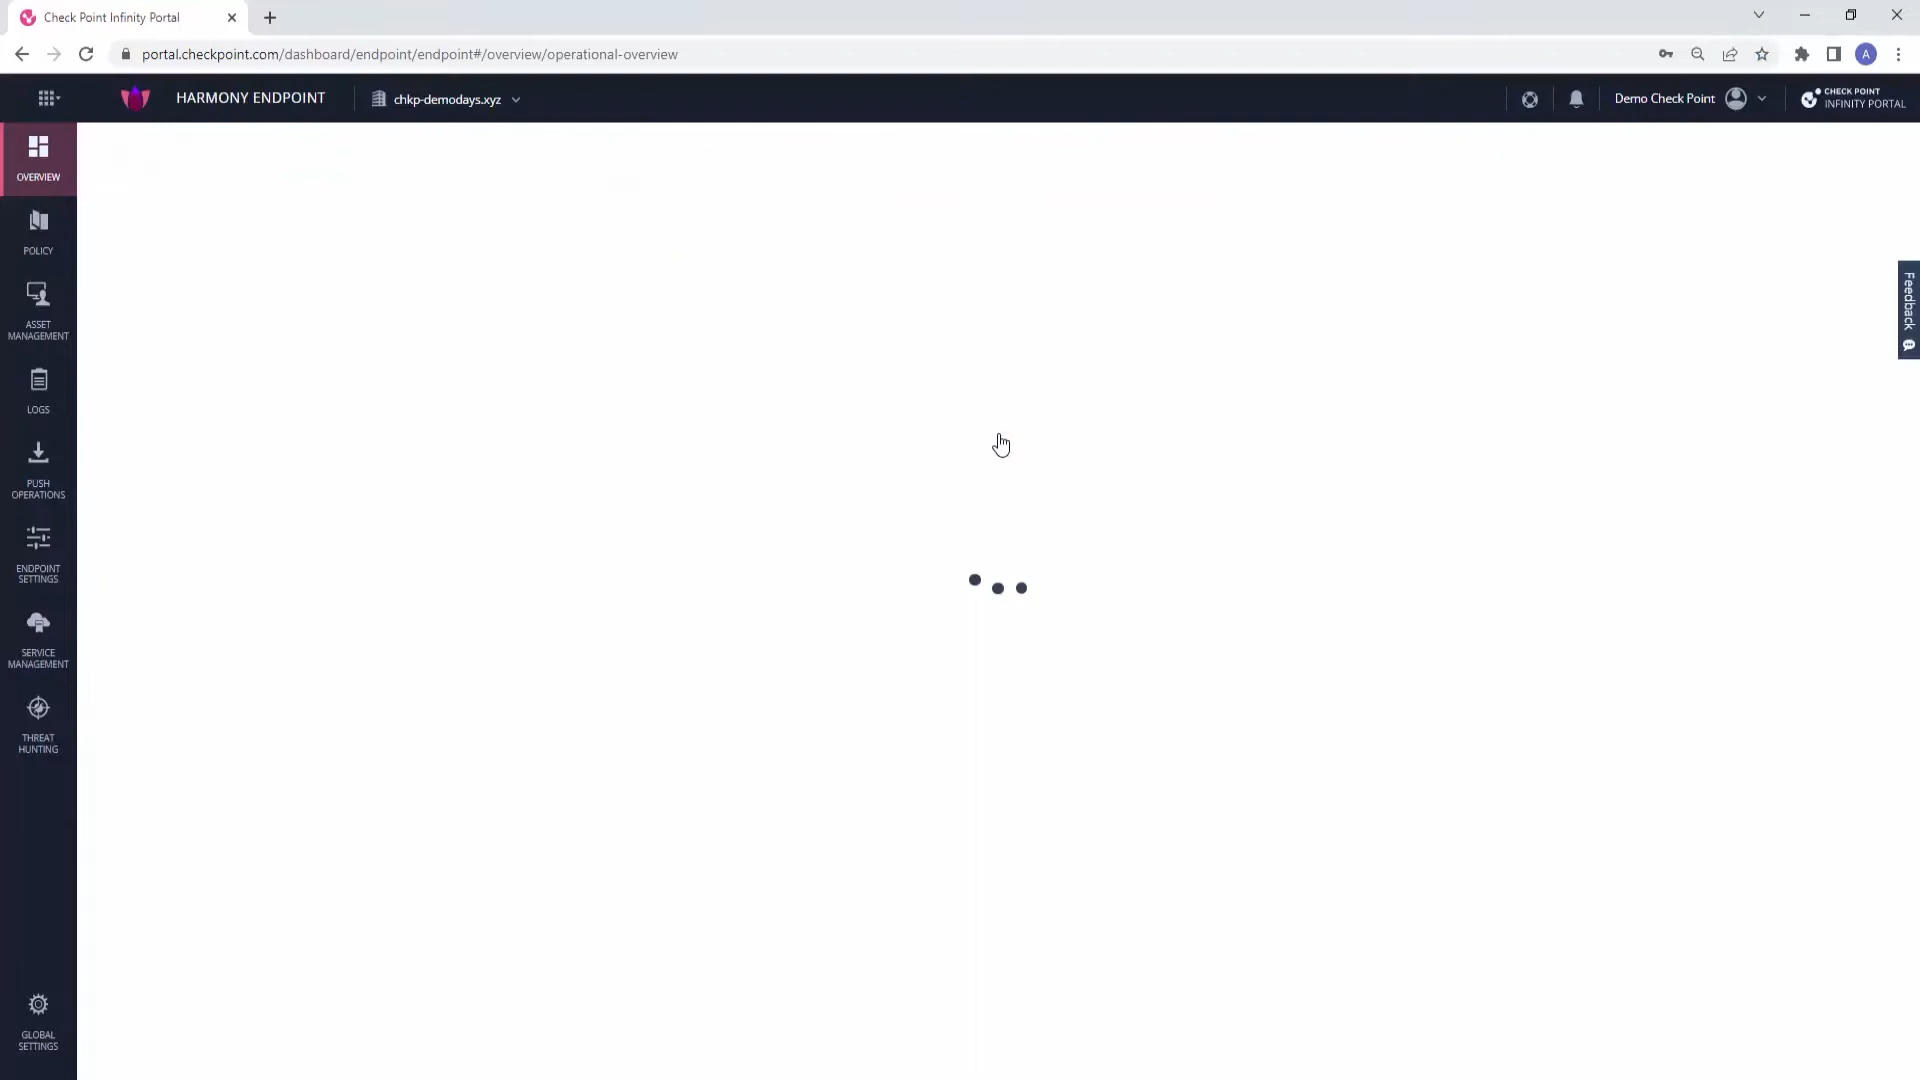 Check Point Infinity Portal
portal.checkpoint.com/dashboard/endpoint/endpoint#/overview/operational-overview
A
HARMONY ENDPOINT
chkp-demodays.xyz
Demo Check Point
CHECK POINT
INFINITY PORTAL
OVERVIEW
POLICY
ASSET
MANAGEMENT
LOGS
PUSH
OPERATIONS
ENDPOINT
SETTINGS
SERVICE
MANAGEMENT
THREAT
HUNTING
GLOBAL
SETTINGS
Feedback